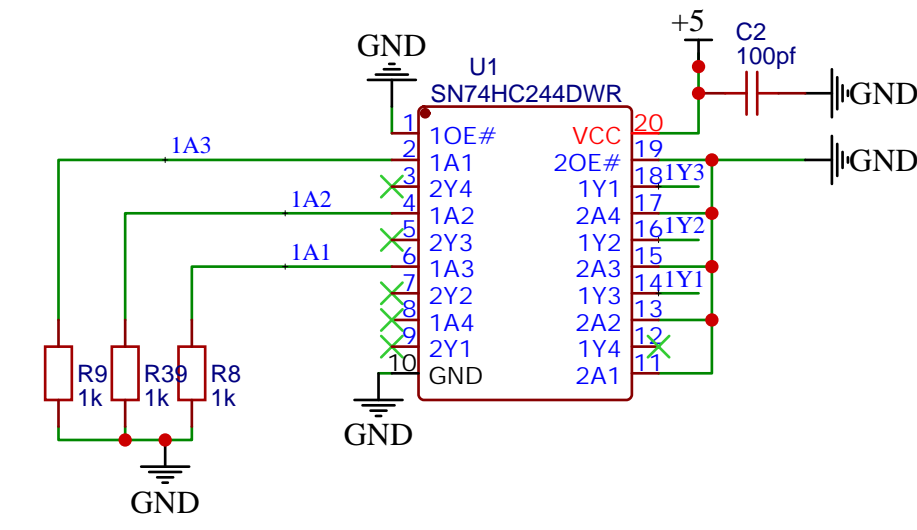 +5
C2
100pf
GND
U1
SN74HC244DWR
GND
1 1OE# VCC 20
1A3 2 1A1 2OE# 19 GND
3 2Y4 1Y1 18 1Y3
1A2 4 1A2 2A4 17
5 2Y3 1Y2 16 1Y2
1A1 6 1A3 2A3 15
7 2Y2 1Y3 14 1Y1
8 1A4 2A2 13
9 2Y1 1Y4 12
10 GND 2A1 11
R9 R39 R8
1k 1k 1k
GND
GND